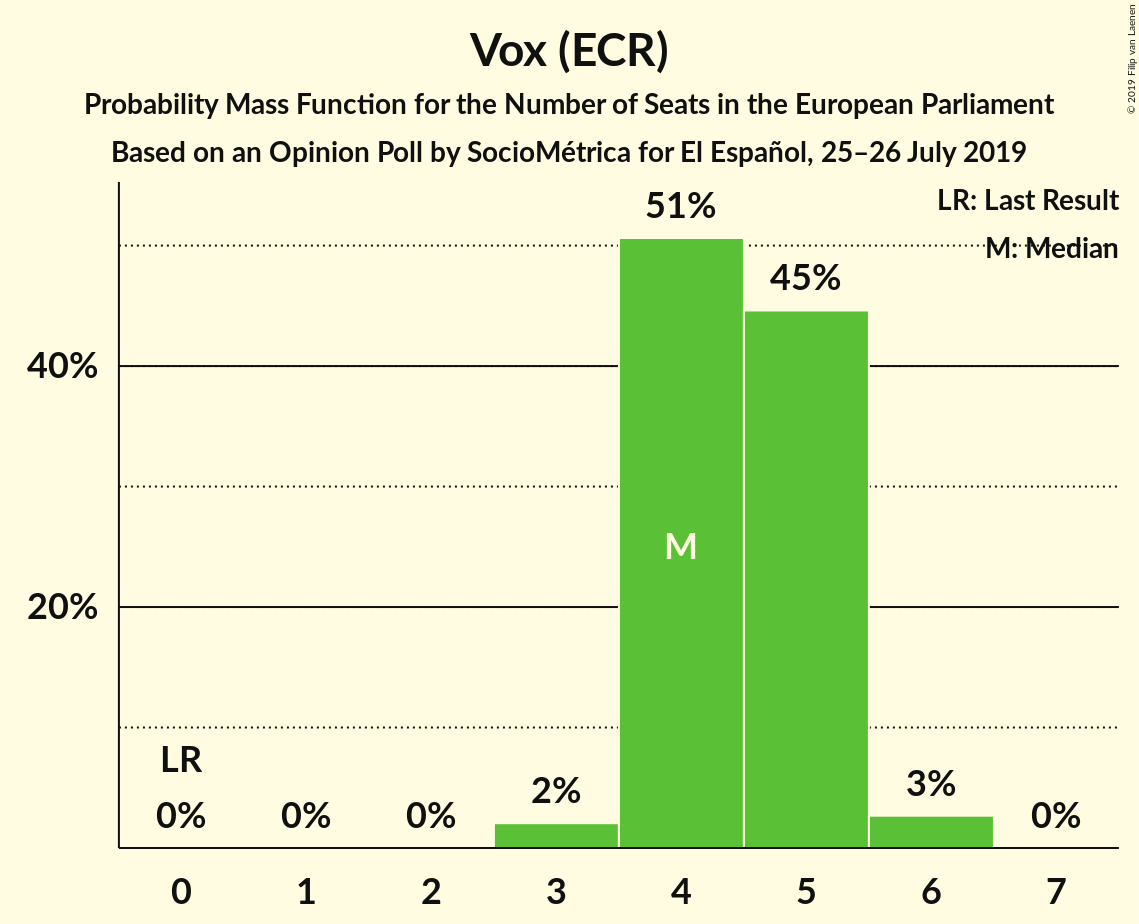 Vox (ECR)
Probability Mass Function for the Number of Seats in the European Parliament
Based on an Opinion Poll by SocioMétrica for El Español, 25–26 July 2019
© 2019 Filip van Laenen
LR: Last Result
M: Median
51%
45%
40%
M
20%
LR
0%
0%
0%
2%
3%
0%
0
1
2
3
4
5
6
7